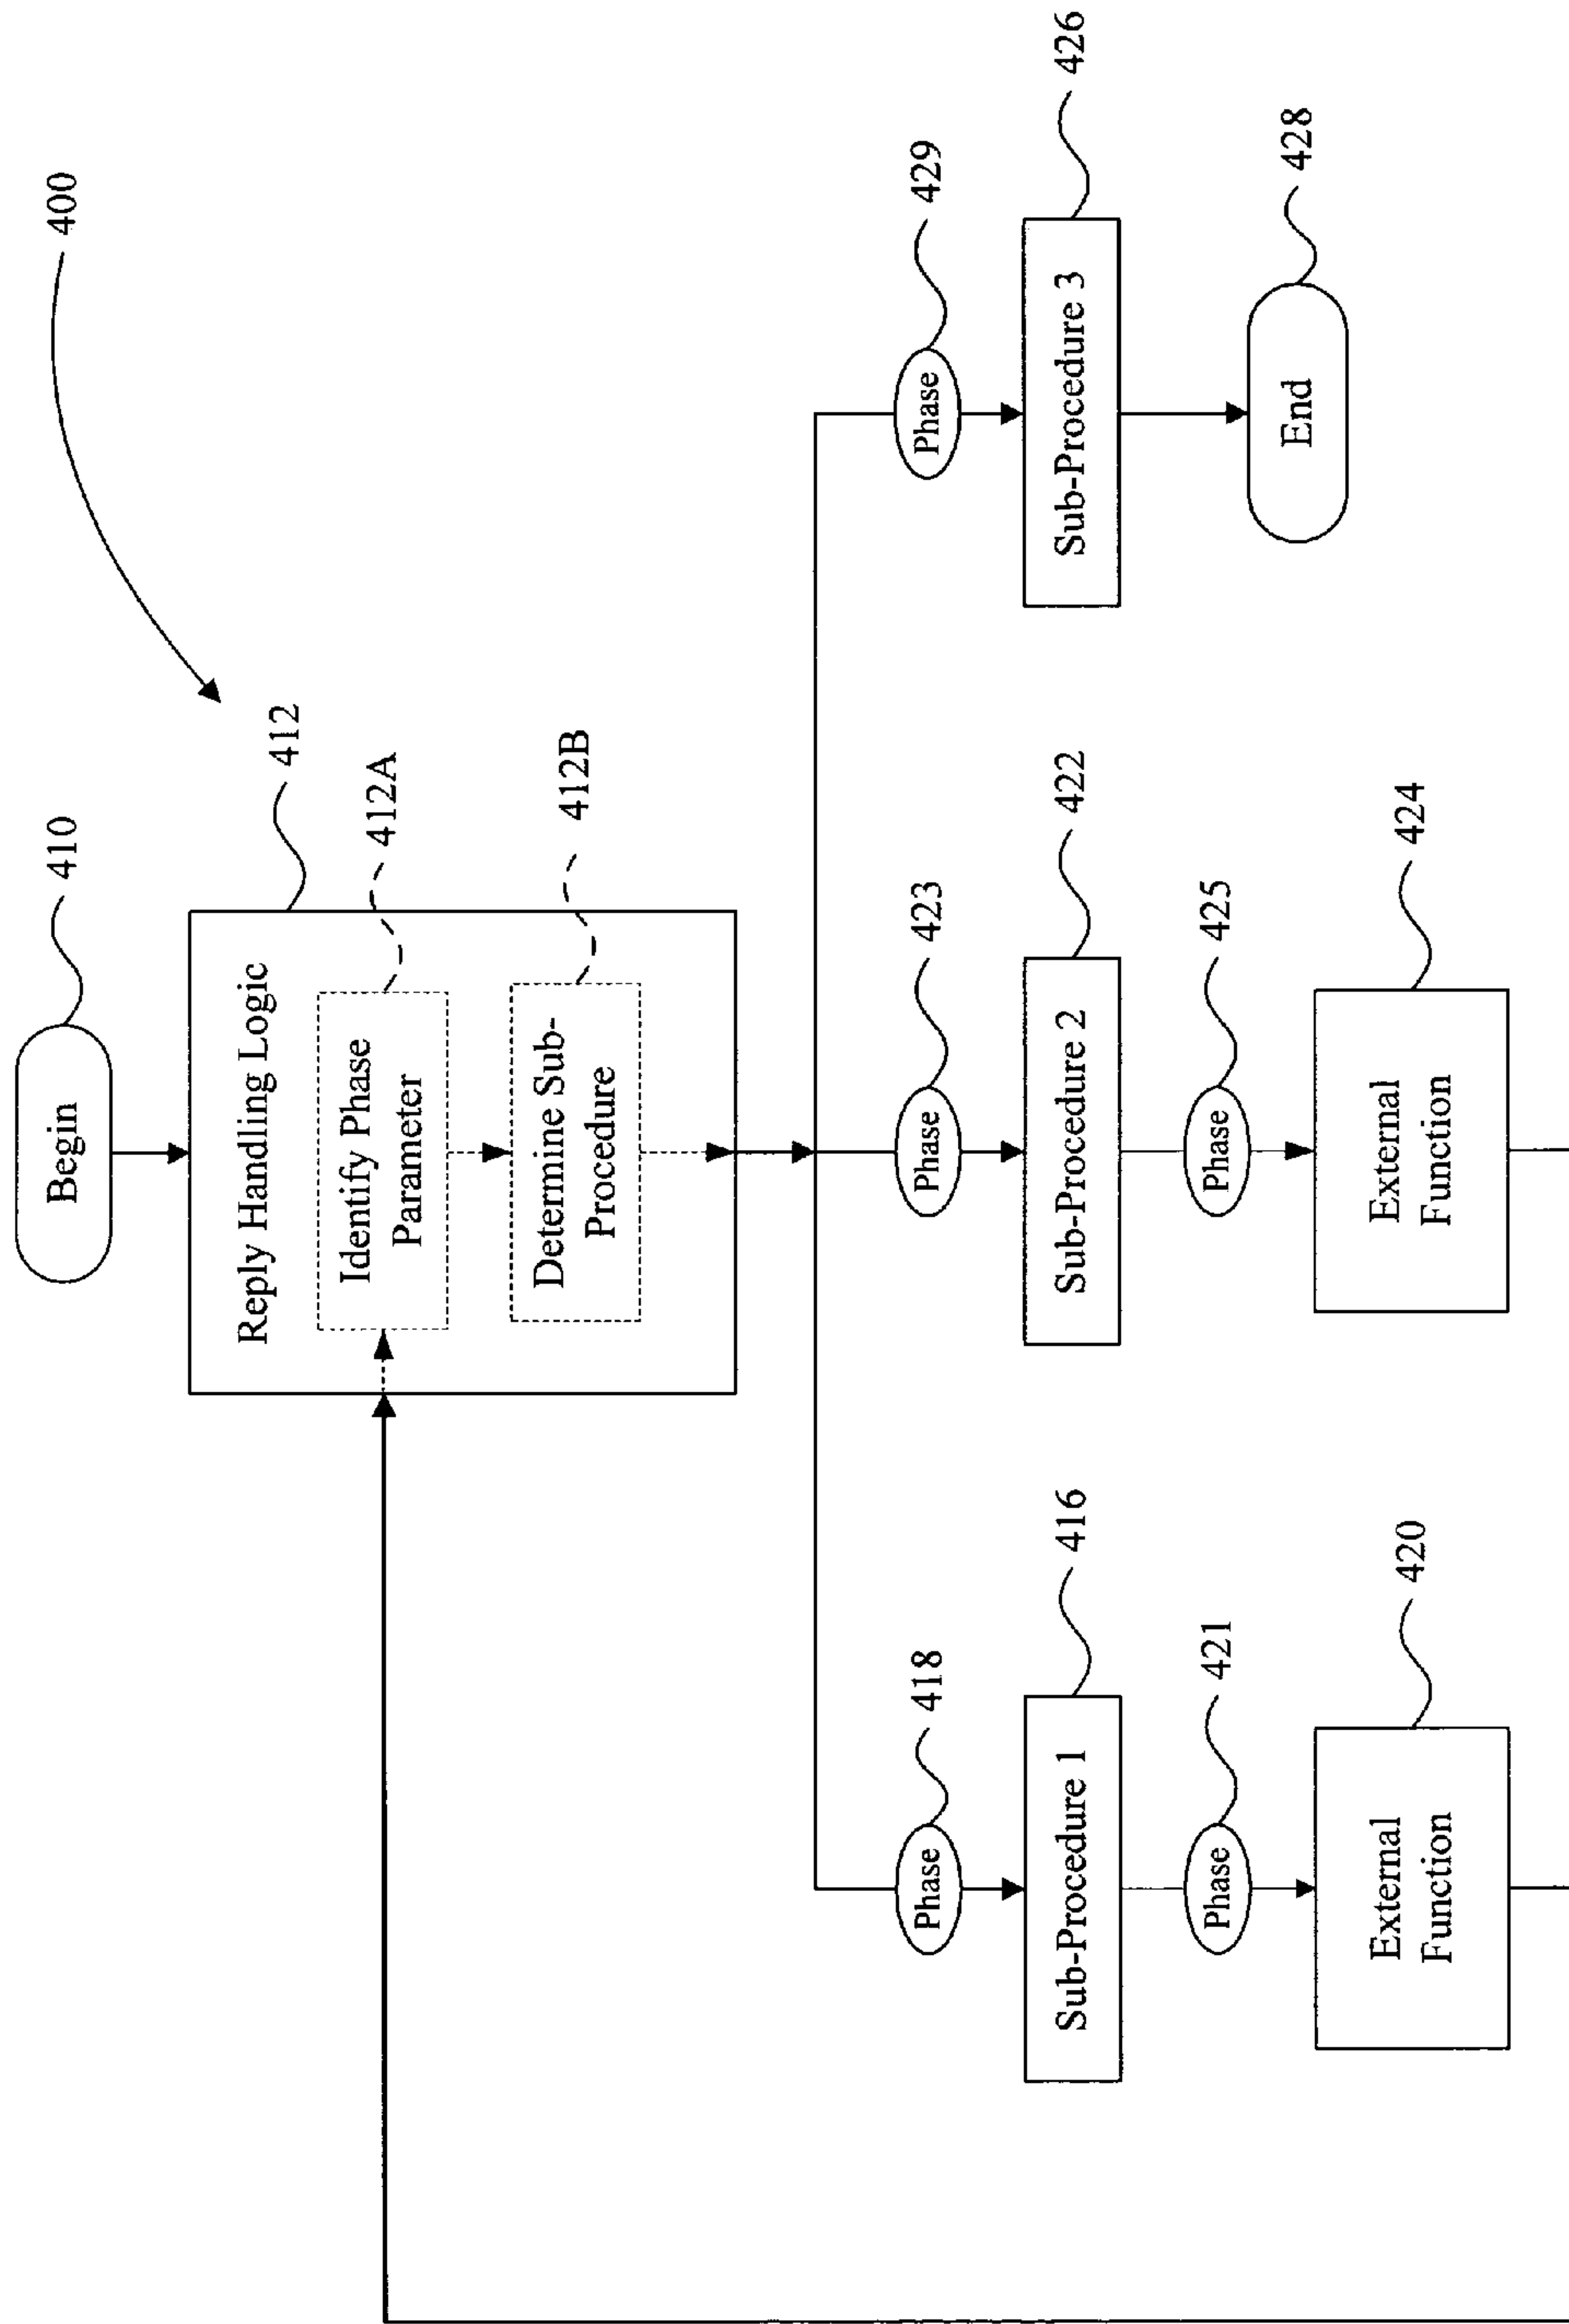 400
Begin
410
Reply Handling Logic
412
Identify Phase
Parameter
412A
Determine Sub-
Procedure
412B
Phase
418
Phase
423
Phase
429
Sub-Procedure 1
416
Sub-Procedure 2
422
Sub-Procedure 3
426
Phase
421
Phase
425
External
Function
420
External
Function
424
End
428